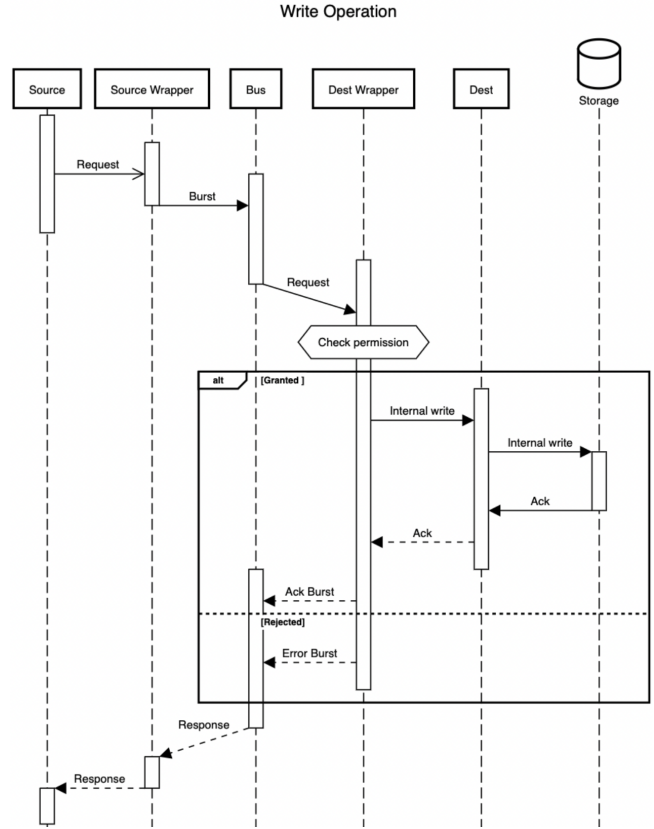 Write Operation
Source
Source Wrapper
Bus
Dest Wrapper
Dest
Storage
Request
Burst
Request
Check permission
alt
[Granted ]
Internal write
Internal write
Ack
Ack
Ack Burst
[Rejected]
Error Burst
Response
Response